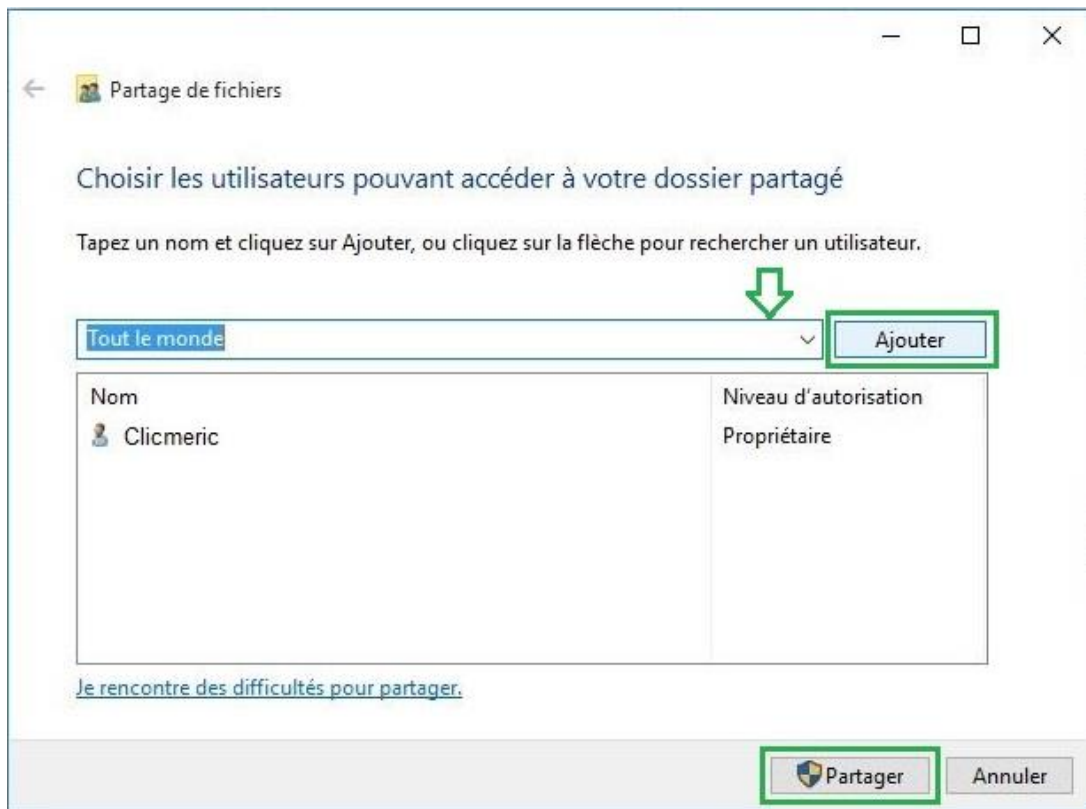 Partage de fichiers
Choisir les utilisateurs pouvant accéder à votre dossier partagé
Tapez un nom et cliquez sur Ajouter, ou cliquez sur la flèche pour rechercher un utilisateur.
Tout le monde
Ajouter
Nom
Niveau d'autorisation
Clicmeric
Propriétaire
Je rencontre des difficultés pour partager.
Partager
Annuler